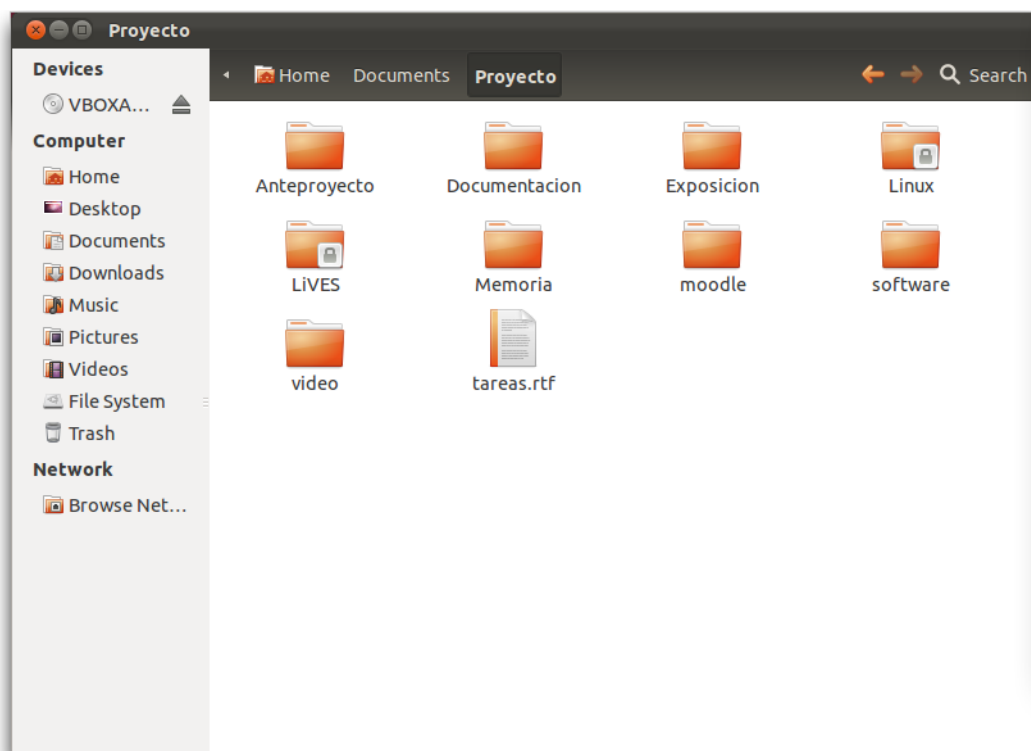 Proyecto
Devices
VBOXA...
Computer
Home
Desktop
Documents
Downloads
Music
Pictures
Videos
File System
Trash
Network
Browse Net...
Home Documents Proyecto Search
Anteproyecto Documentacion Exposicion Linux
LiVES Memoria moodle software
video tareas.rtf